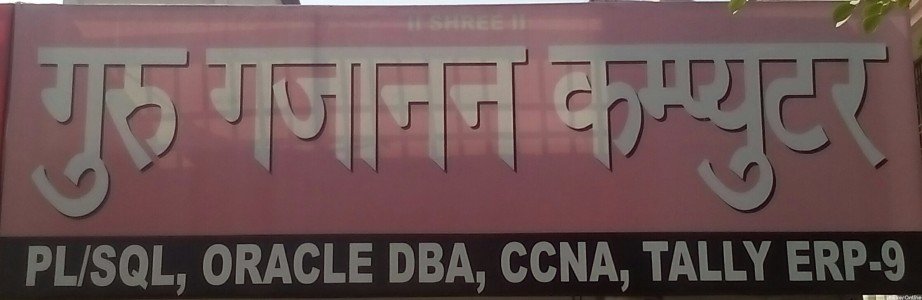 || SHREE ||
गुरु गजानन कम्प्युटर
PL/SQL, ORACLE DBA, CCNA, TALLY ERP-9